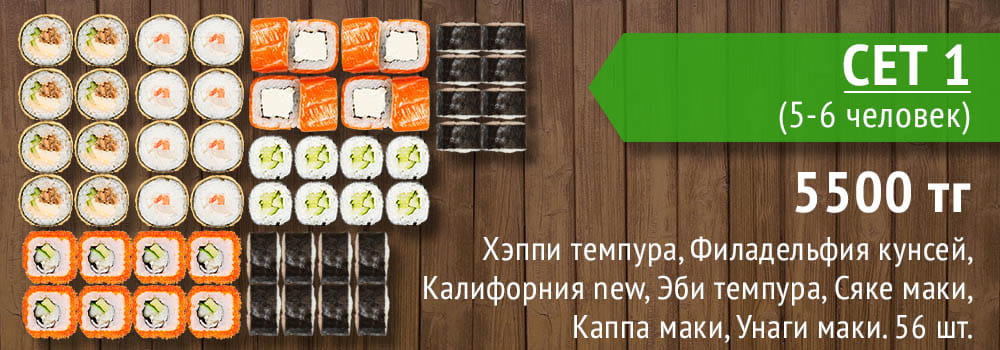 СЕТ 1
(5-6 человек)
5500 тг
Хэппи темпура, Филадельфия кунсей,
Калифорния new, Эби темпура, Сяке маки,
Каппа маки, Унаги маки. 56 шт.